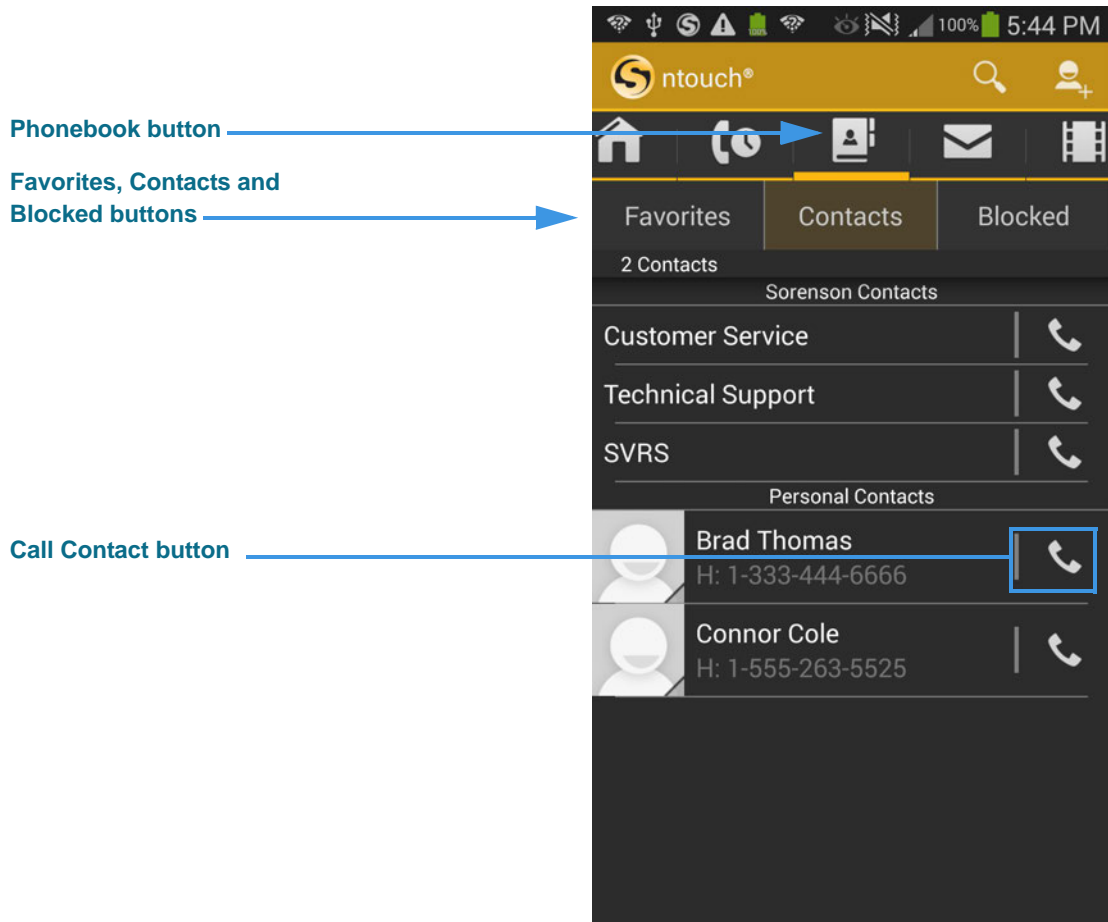 100% 100% 5:44 PM
ntouch®
Phonebook button
Favorites, Contacts and
Blocked buttons
Favorites Contacts Blocked
2 Contacts
Sorenson Contacts
Customer Service
Technical Support
SVRS
Personal Contacts
Call Contact button
Brad Thomas
H: 1-333-444-6666
Connor Cole
H: 1-555-263-5525